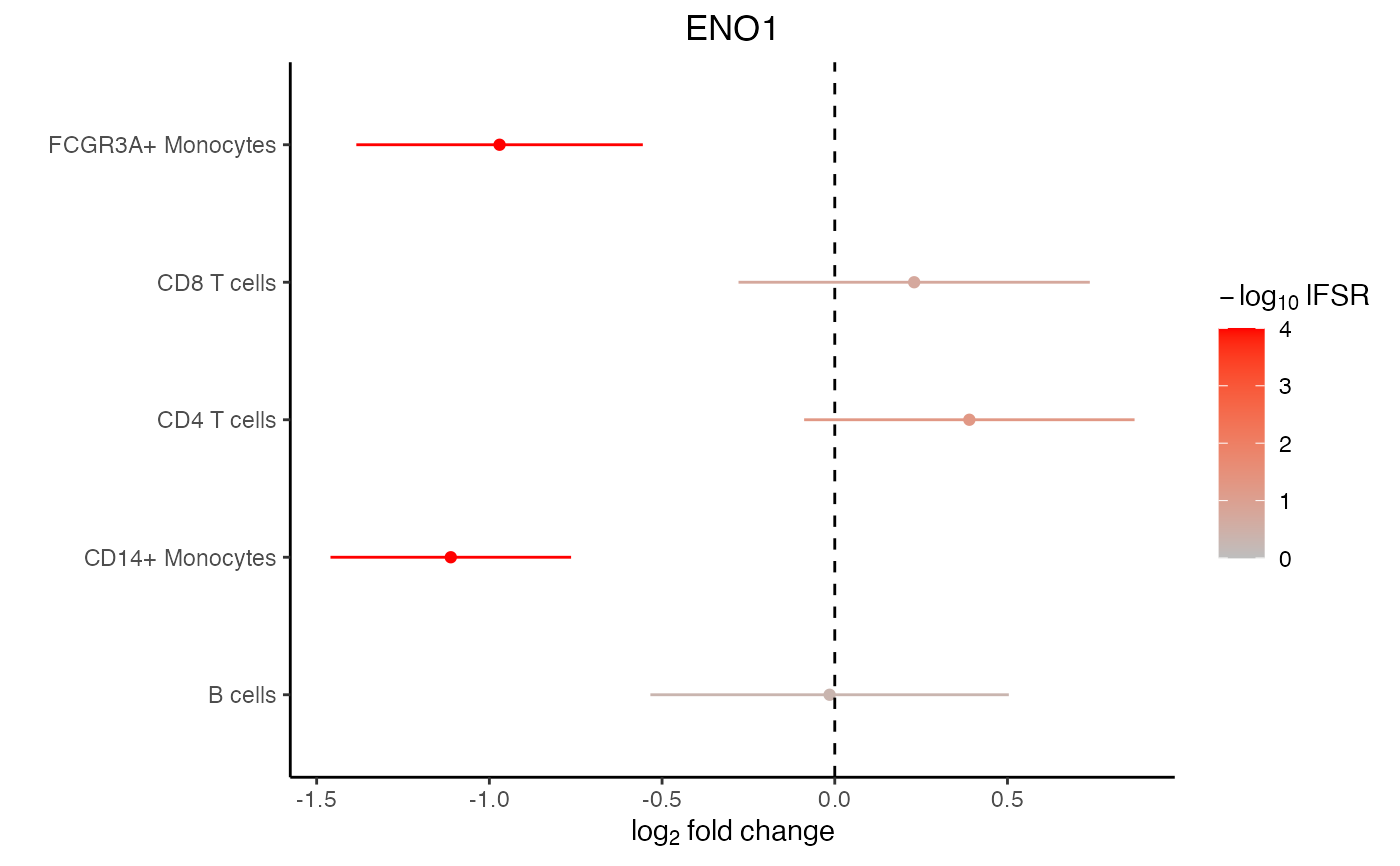 ENO1
FCGR3A+ Monocytes
CD8 T cells
CD4 T cells
CD14+ Monocytes
B cells
-1.5 -1.0 -0.5 0.0 0.5
log₂ fold change
−log₁₀ lFSR
4
3
2
1
0